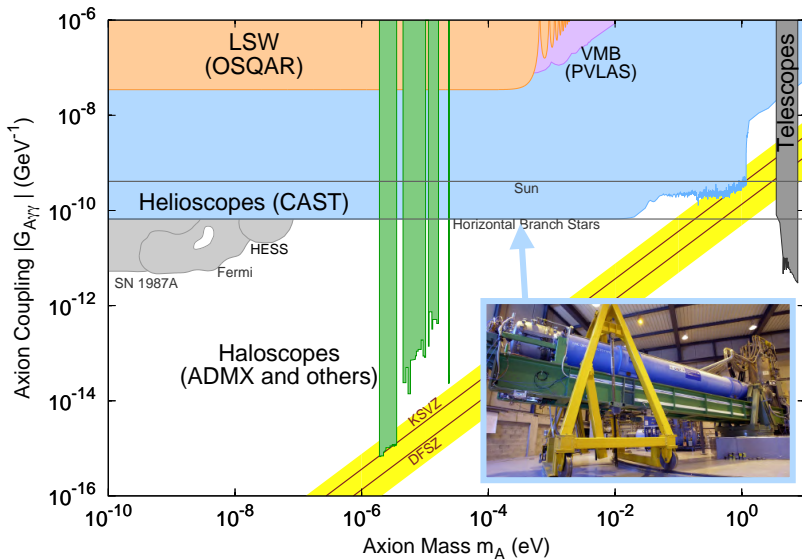 10^-6
10^-8
10^-10
10^-12
10^-14
10^-16
Axion Coupling |G_Aγγ| (GeV^-1)
LSW
(OSQAR)
VMB
(PVLAS)
Telescopes
Sun
Helioscopes (CAST)
Horizontal Branch Stars
HESS
Fermi
SN 1987A
Haloscopes
(ADMX and others)
KSVZ
DFSZ
10^-10
10^-8
10^-6
10^-4
10^-2
10^0
Axion Mass m_A (eV)